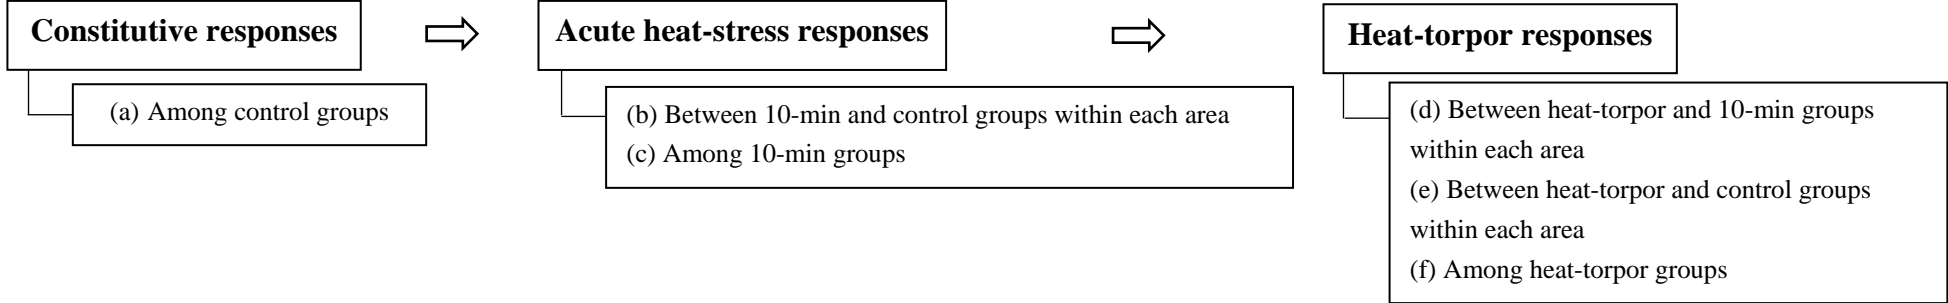 Constitutive responses
(a) Among control groups
Acute heat-stress responses
(b) Between 10-min and control groups within each area
(c) Among 10-min groups
Heat-torpor responses
(d) Between heat-torpor and 10-min groups
within each area
(e) Between heat-torpor and control groups
within each area
(f) Among heat-torpor groups